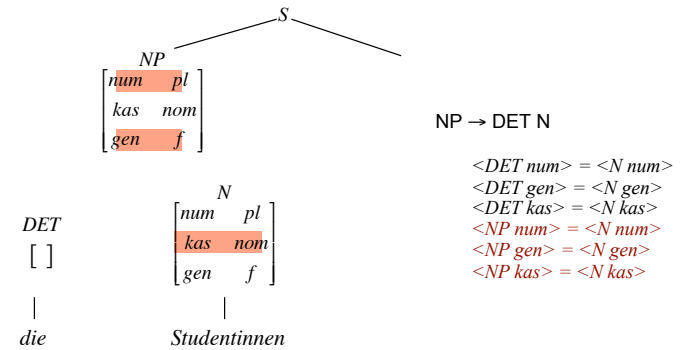 S
NP
num pl
kas nom
gen f
NP → DET N
<DET num> = <N num>
<DET gen> = <N gen>
<DET kas> = <N kas>
<NP num> = <N num>
<NP gen> = <N gen>
<NP kas> = <N kas>
DET
[ ]
die
N
num pl
kas nom
gen f
Studentinnen